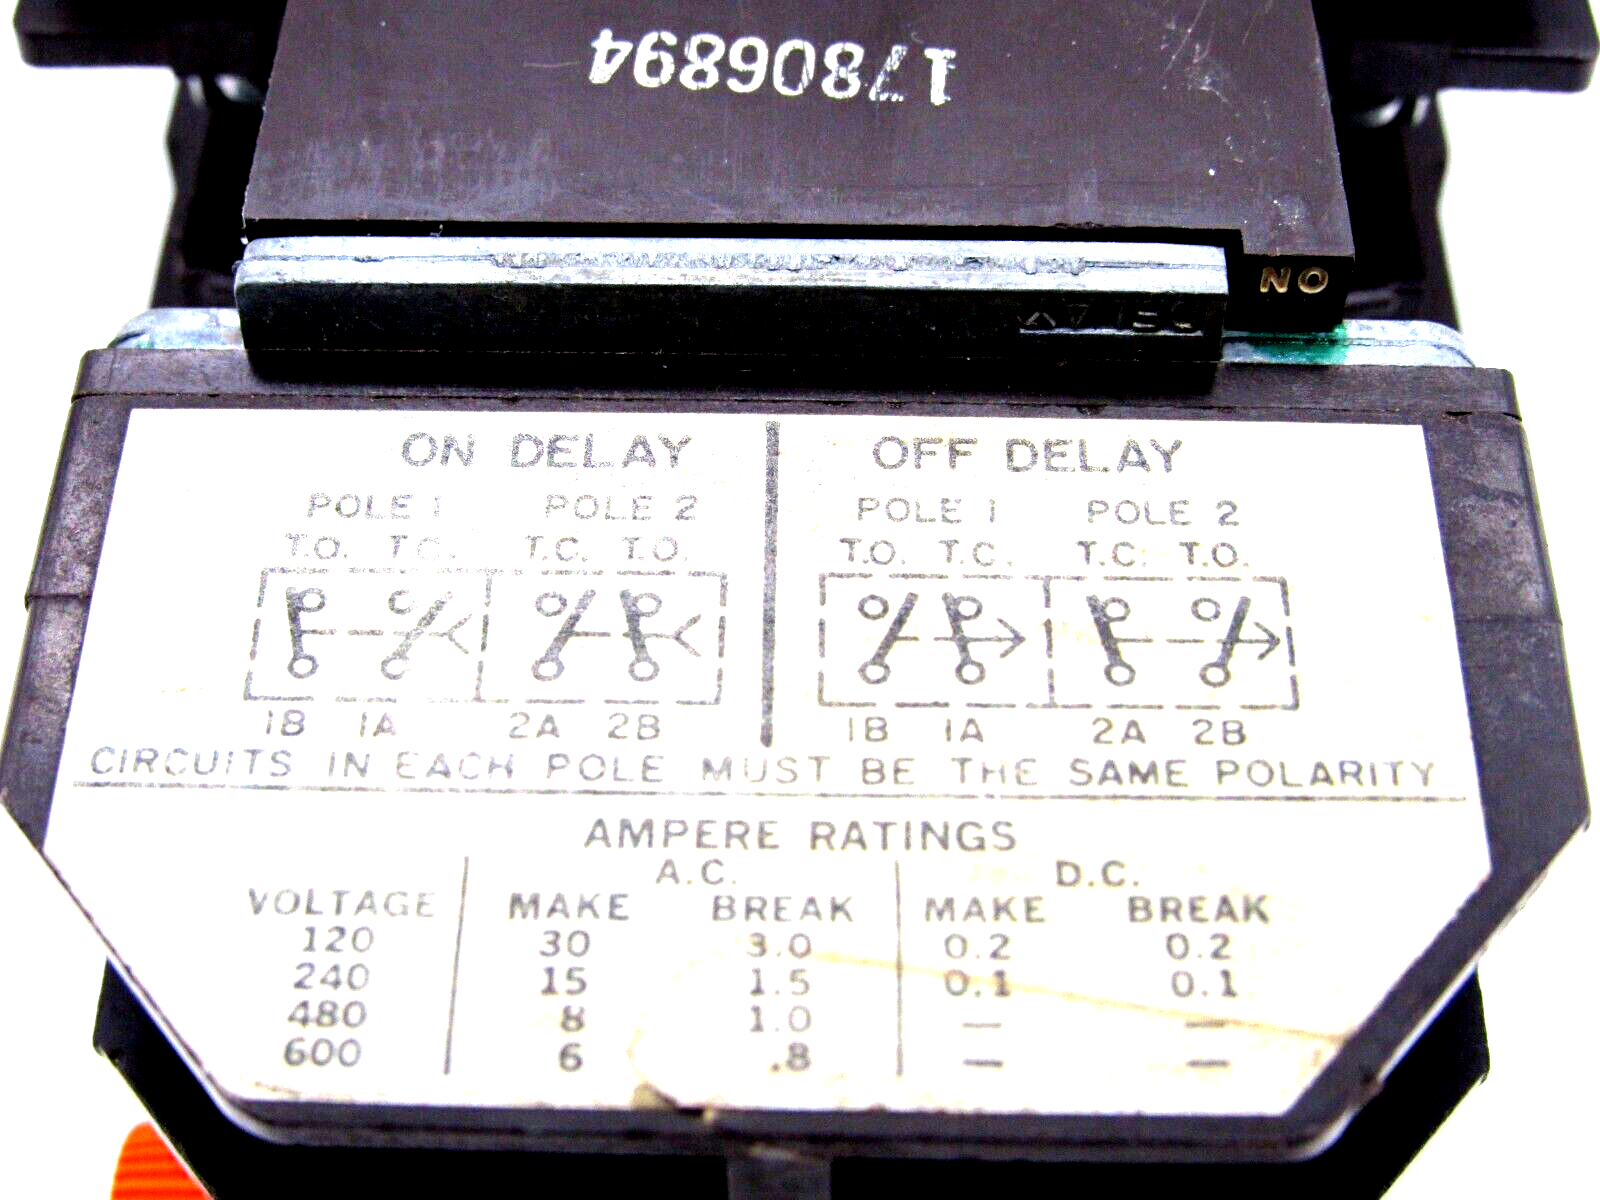 17806894
NO
DELAY
ON DELAY OFF DELAY
POLE 1 POLE 2 POLE 1 POLE 2
T.O. T.C. T.C. T.O. T.O. T.C. T.C. T.O.
1B 1A 2A 2B 1B 1A 2A 2B
CIRCUITS IN EACH POLE MUST BE THE SAME POLARITY
AMPERE RATINGS
A.C. D.C.
VOLTAGE MAKE BREAK MAKE BREAK
120 30 3.0 0.2 0.2
240 15 1.5 0.1 0.1
480 8 1.0 — —
600 6 .8 — —